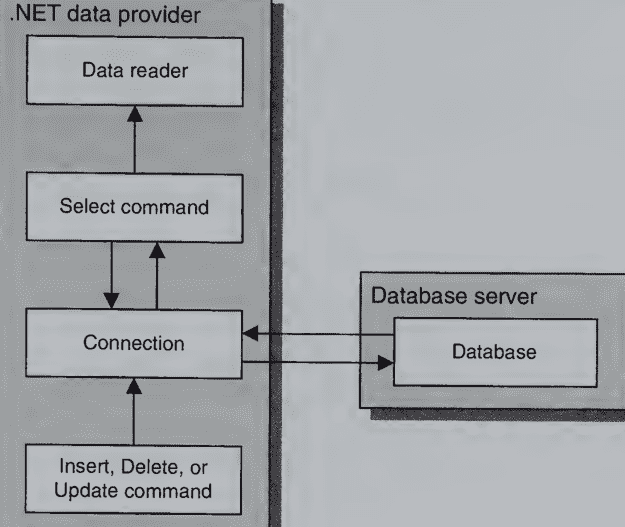 .NET data provider
Data reader
Select command
Connection
Database server
Database
Insert, Delete, or
Update command